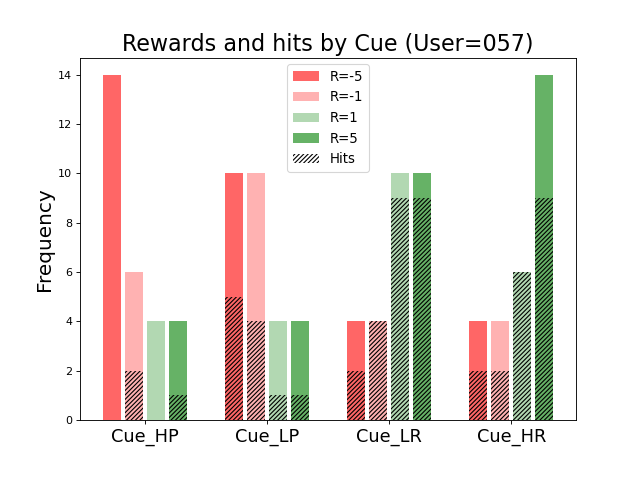 Rewards and hits by Cue (User=057)
Frequency
14
12
10
8
6
4
2
0
R=-5
R=-1
R=1
R=5
Hits
Cue_HP Cue_LP Cue_LR Cue_HR